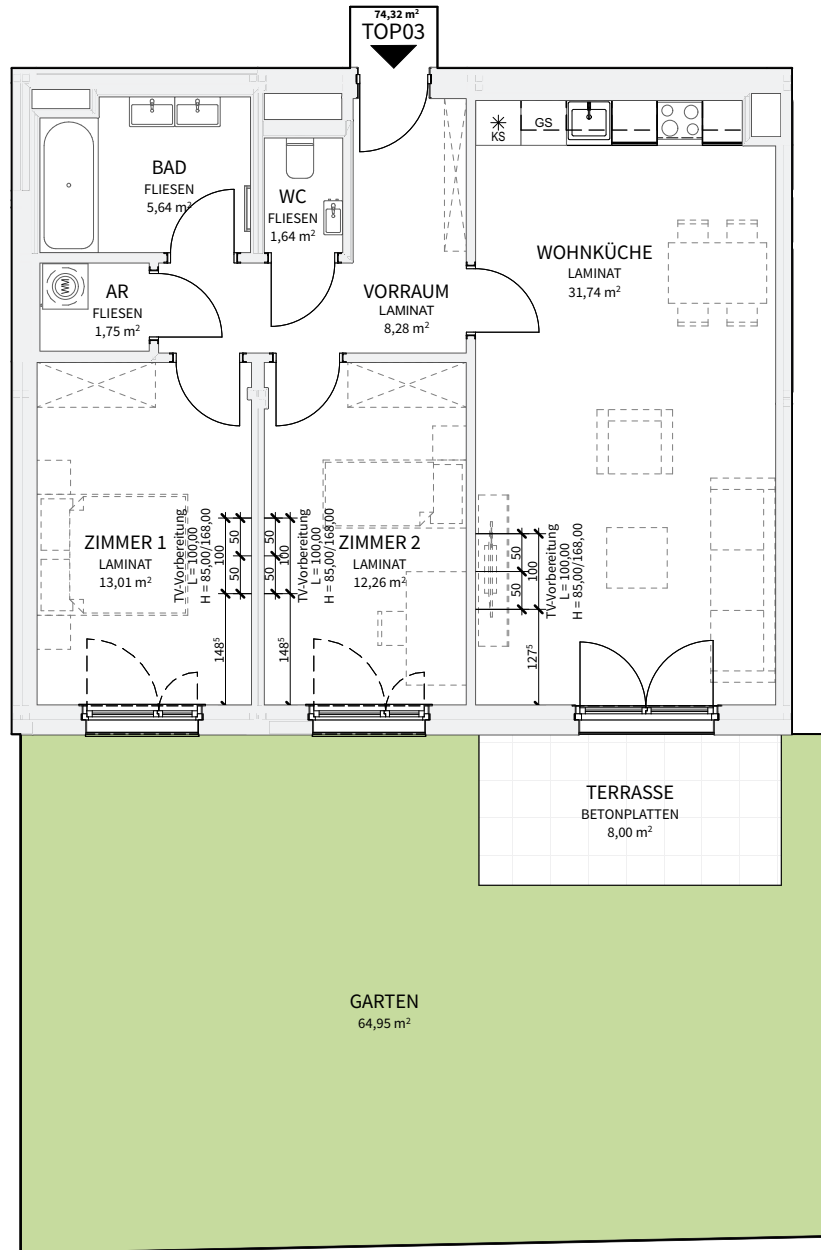 74,32 m²
TOP03
BAD
FLIESEN
5,64 m²
WC
FLIESEN
1,64 m²
KS
GS
WOHNKÜCHE
LAMINAT
31,74 m²
AR
FLIESEN
1,75 m²
WM
VORRAUM
LAMINAT
8,28 m²
ZIMMER 1
LAMINAT
13,01 m²
TV-Vorbereitung
L = 100,00
H = 85,00/168,00
100
50
50
148⁵
50
50
100
148⁵
TV-Vorbereitung
L = 100,00
H = 85,00/168,00
ZIMMER 2
LAMINAT
12,26 m²
50
50
100
127⁵
TV-Vorbereitung
L = 100,00
H = 85,00/168,00
TERRASSE
BETONPLATTEN
8,00 m²
GARTEN
64,95 m²